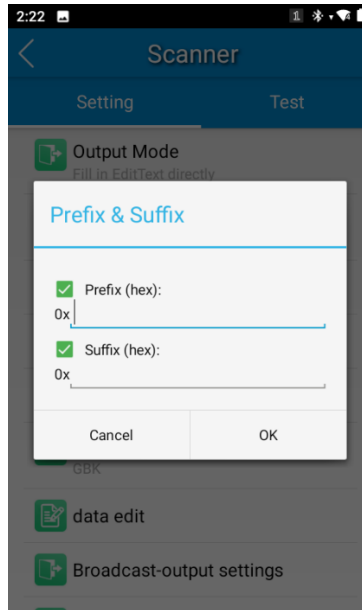 2:22
Scanner
Setting Test
Output Mode
Fill in EditText directly
Prefix & Suffix
Prefix (hex):
0x
Suffix (hex):
0x
Cancel OK
GBK
data edit
Broadcast-output settings